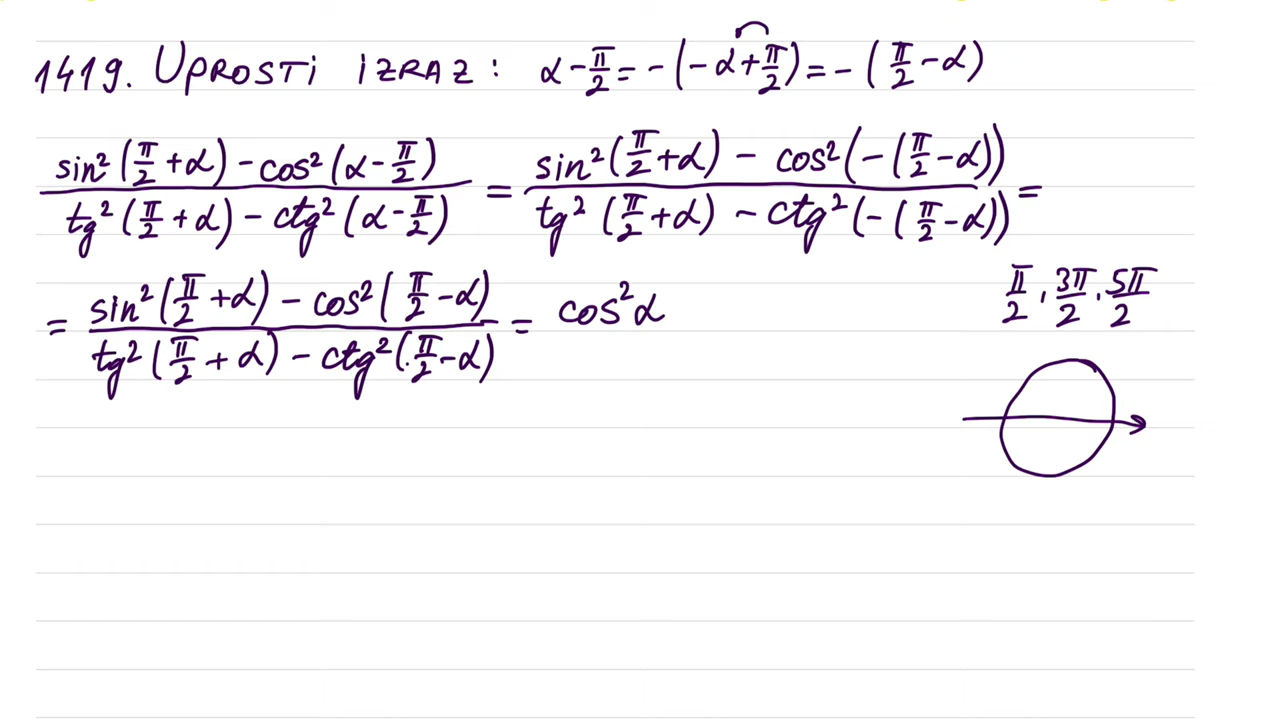 1419. UPROSTI IZRAZ: α - π/2 = -(-α + π/2) = -(π/2 - α)
(sin²(π/2 + α) - cos²(α - π/2)) / (tg²(π/2 + α) - ctg²(α - π/2)) = (sin²(π/2 + α) - cos²(-(π/2 - α))) / (tg²(π/2 + α) - ctg²(-(π/2 - α))) =
= (sin²(π/2 + α) - cos²(π/2 - α)) / (tg²(π/2 + α) - ctg²(π/2 - α)) = cos²α
π/2, 3π/2, 5π/2